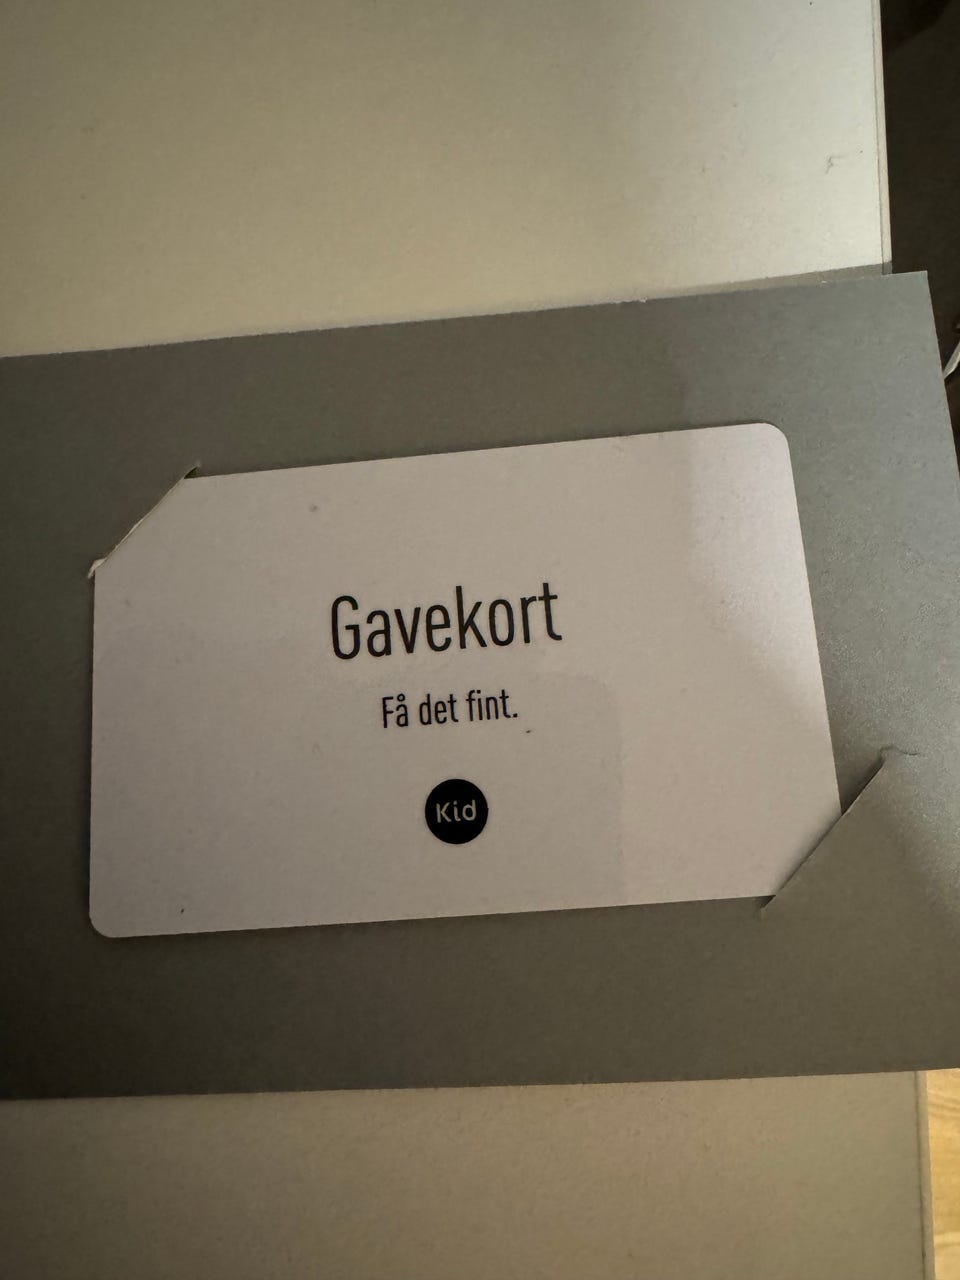 Gavekort
Få det fint.
Kid